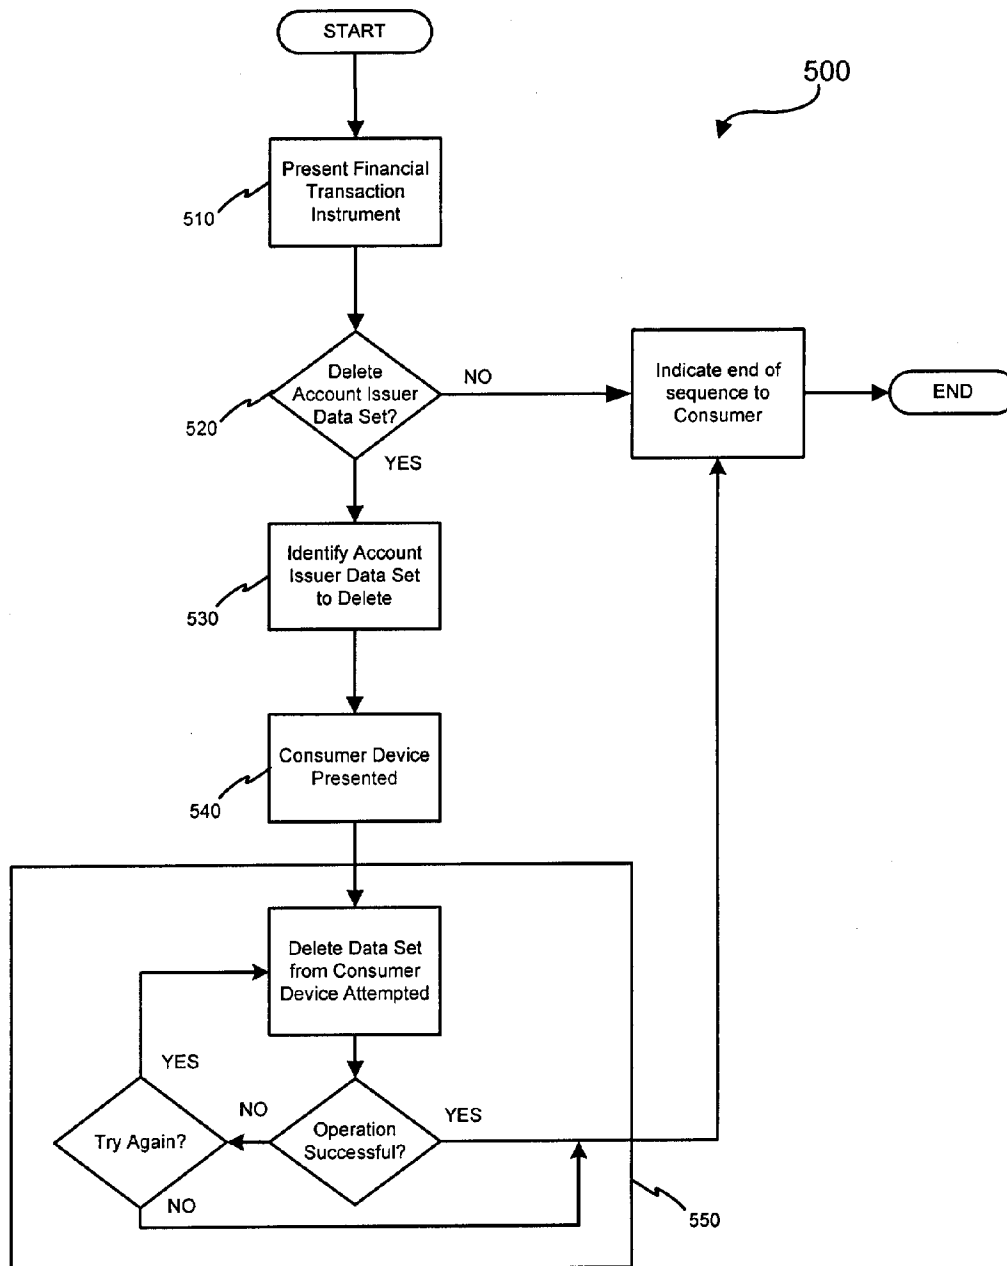 START
500
Present Financial
Transaction
Instrument
510
Delete
Account Issuer
Data Set?
NO
520
YES
Indicate end of
sequence to
Consumer
END
Identify Account
Issuer Data Set
to Delete
530
Consumer Device
Presented
540
Delete Data Set
from Consumer
Device Attempted
YES
NO
YES
Try Again?
Operation
Successful?
NO
550